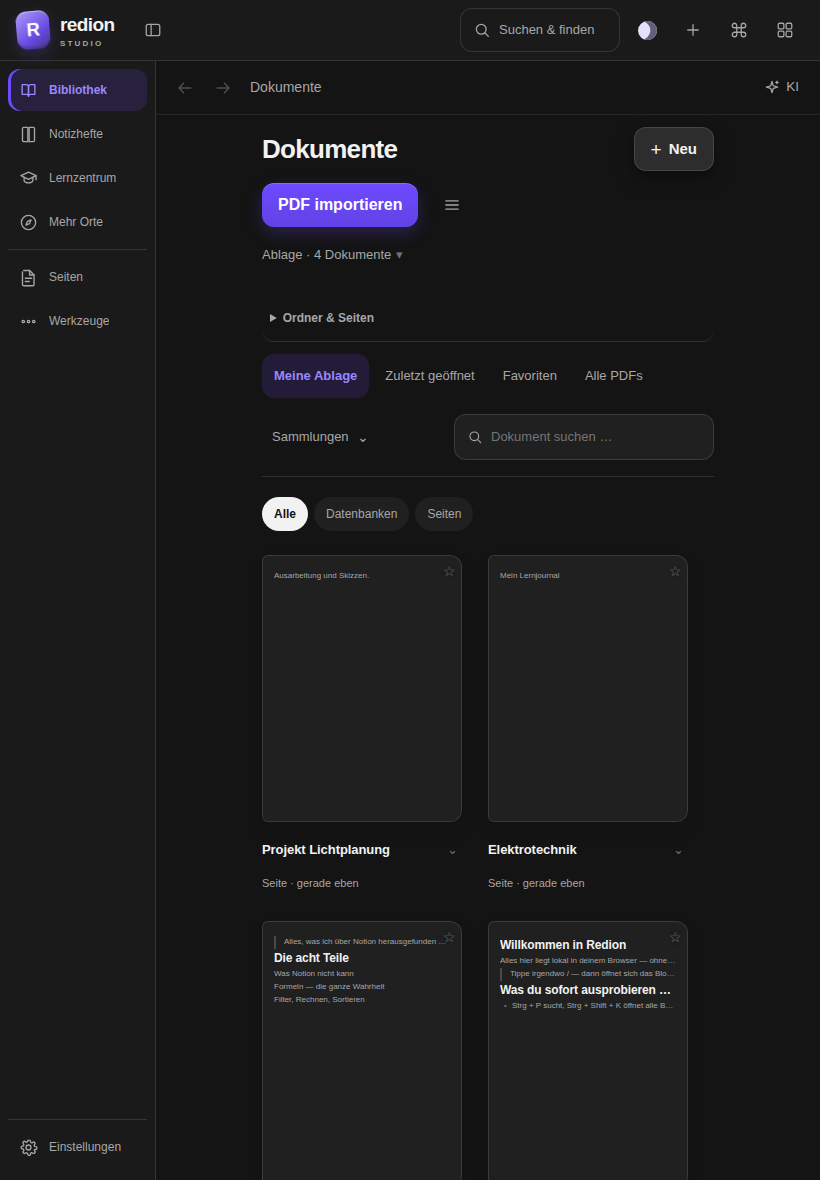 R redion
STUDIO
Suchen & finden
Bibliothek
Notizhefte
Lernzentrum
Mehr Orte
Seiten
Werkzeuge
Einstellungen
Dokumente
KI
Dokumente
+ Neu
PDF importieren
Ablage · 4 Dokumente ▾
▶ Ordner & Seiten
Meine Ablage Zuletzt geöffnet Favoriten Alle PDFs
Sammlungen
Dokument suchen …
Alle Datenbanken Seiten
Ausarbeitung und Skizzen.
Projekt Lichtplanung
Seite · gerade eben
Mein Lernjournal
Elektrotechnik
Seite · gerade eben
Alles, was ich über Notion herausgefunden …
Die acht Teile
Was Notion nicht kann
Formeln — die ganze Wahrheit
Filter, Rechnen, Sortieren
Willkommen in Redion
Alles hier liegt lokal in deinem Browser — ohne…
Tippe irgendwo / — dann öffnet sich das Blo…
Was du sofort ausprobieren …
• Strg + P sucht, Strg + Shift + K öffnet alle B…